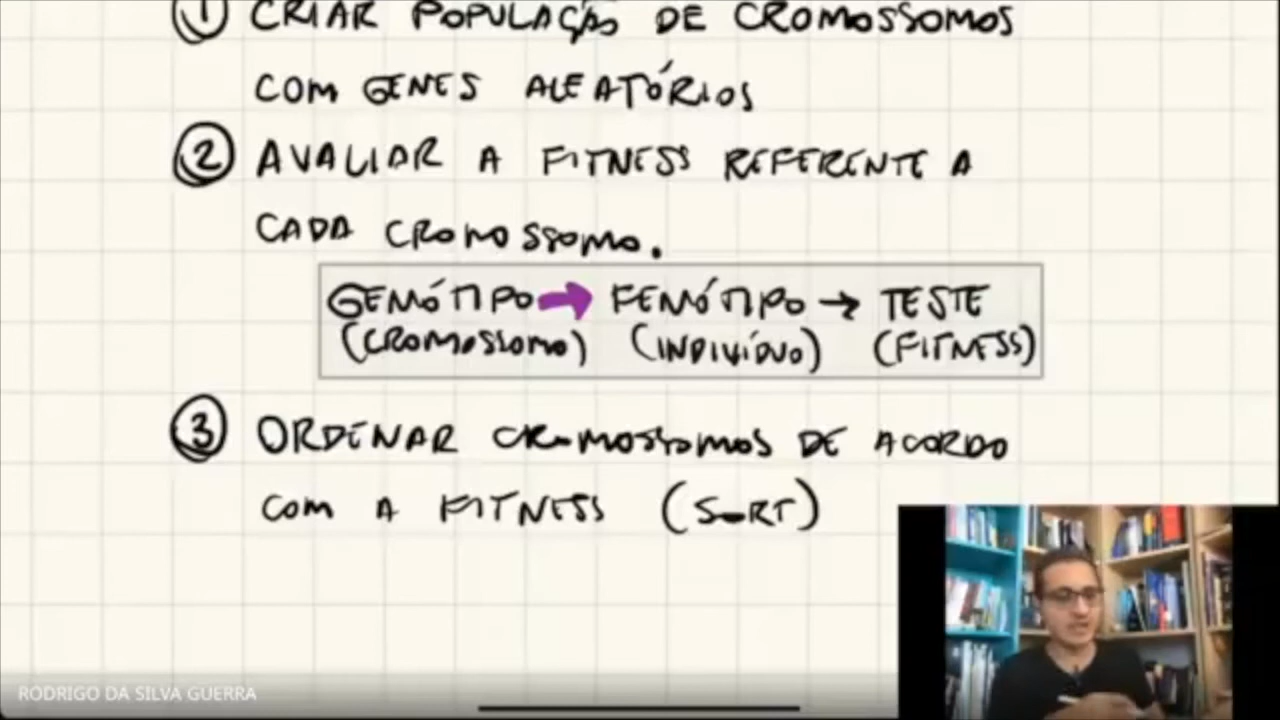 ① CRIAR POPULAÇÃO DE CROMOSSOMOS
COM GENES ALEATÓRIOS
② AVALIAR A FITNESS REFERENTE A
CADA CROMOSSOMO.
GENÓTIPO ➡ FENÓTIPO → TESTE
(CROMOSSOMO) (INDIVÍDUO) (FITNESS)
③ ORDENAR CROMOSSOMOS DE ACORDO
COM A FITNESS (SORT)
RODRIGO DA SILVA GUERRA